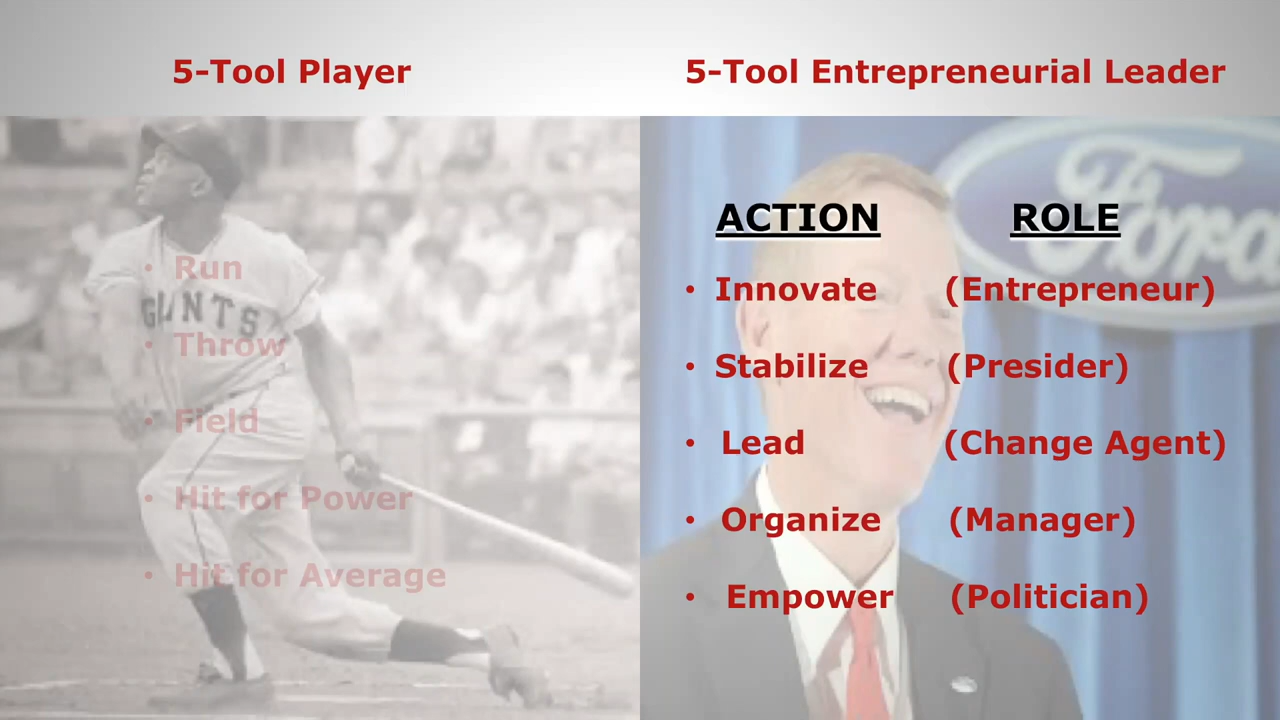 5-Tool Player
5-Tool Entrepreneurial Leader
GIANTS
• Run
• Throw
• Field
• Hit for Power
• Hit for Average
Ford
ACTION ROLE
• Innovate (Entrepreneur)
• Stabilize (Presider)
• Lead (Change Agent)
• Organize (Manager)
• Empower (Politician)